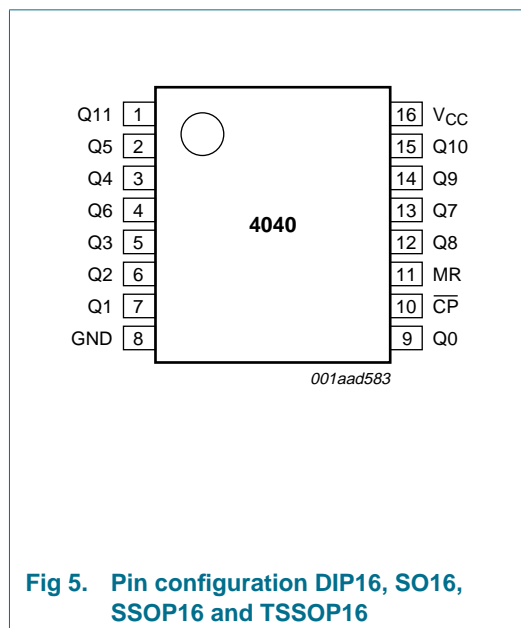 Q11 1 16 VCC
Q5 2 15 Q10
Q4 3 14 Q9
Q6 4 13 Q7
4040
Q3 5 12 Q8
Q2 6 11 MR
Q1 7 10 C̅P̅
GND 8 9 Q0
001aad583
Fig 5. Pin configuration DIP16, SO16,
SSOP16 and TSSOP16